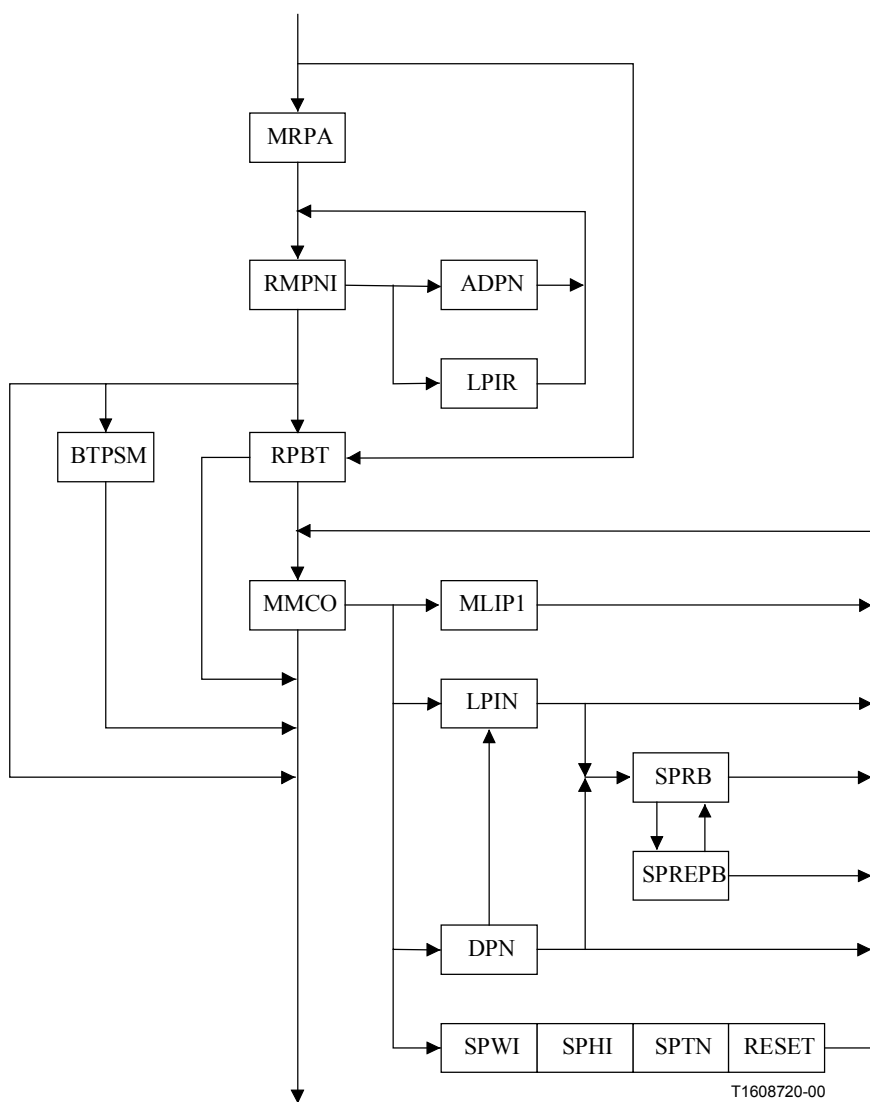 MRPA
RMPNI
ADPN
LPIR
BTPSM
RPBT
MMCO
MLIP1
LPIN
SPRB
SPREPB
DPN
SPWI
SPHI
SPTN
RESET
T1608720-00